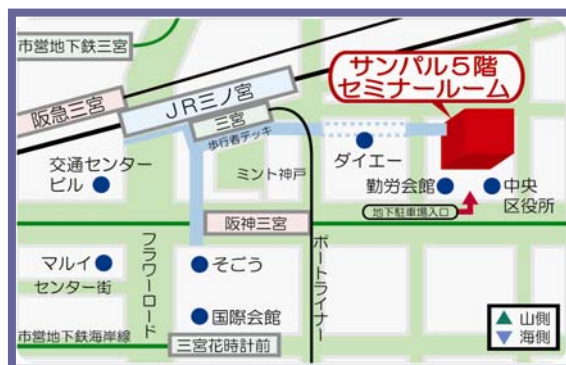 市営地下鉄三宮
阪急三宮
JR三ノ宮
三宮
歩行者デッキ
サンパル5階
セミナールーム
交通センター
ビル
ミント神戸
ダイエー
勤労会館
中央
区役所
地下駐車場入口
阪神三宮
マルイ
センター街
フラワーロード
そごう
ポートライナー
国際会館
市営地下鉄海岸線
三宮花時計前
▲山側
▼海側